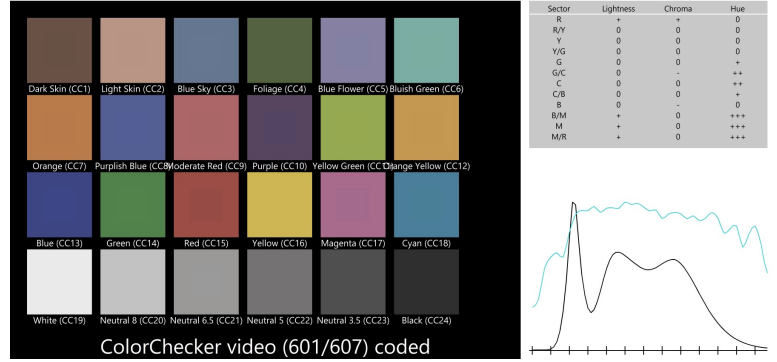 Dark Skin (CC1) Light Skin (CC2) Blue Sky (CC3) Foliage (CC4) Blue Flower (CC5) Bluish Green (CC6)
Orange (CC7) Purplish Blue (CC8) Moderate Red (CC9) Purple (CC10) Yellow Green (CC11) Orange Yellow (CC12)
Blue (CC13) Green (CC14) Red (CC15) Yellow (CC16) Magenta (CC17) Cyan (CC18)
White (CC19) Neutral 8 (CC20) Neutral 6.5 (CC21) Neutral 5 (CC22) Neutral 3.5 (CC23) Black (CC24)
ColorChecker video (601/607) coded
Sector Lightness Chroma Hue
R + + 0
R/Y 0 0 0
Y 0 0 0
Y/G 0 0 0
G 0 0 +
G/C 0 - ++
C 0 0 ++
C/B 0 0 +
B 0 - 0
B/M + 0 +++
M + 0 +++
M/R + 0 +++